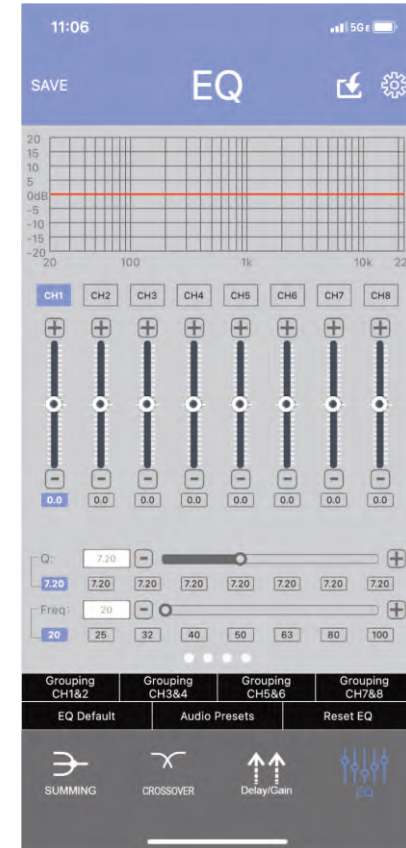 11:06 5GE
SAVE EQ
20
15
10
5
0dB
-5
-10
-15
-20
20 100 1k 10k 22
CH1 CH2 CH3 CH4 CH5 CH6 CH7 CH8
0.0 0.0 0.0 0.0 0.0 0.0 0.0 0.0
Q: 7.20
7.20 7.20 7.20 7.20 7.20 7.20 7.20 7.20
Freq: 20
20 25 32 40 50 63 80 100
Grouping CH1&2
Grouping CH3&4
Grouping CH5&6
Grouping CH7&8
EQ Default Audio Presets Reset EQ
SUMMING CROSSOVER Delay/Gain EQ